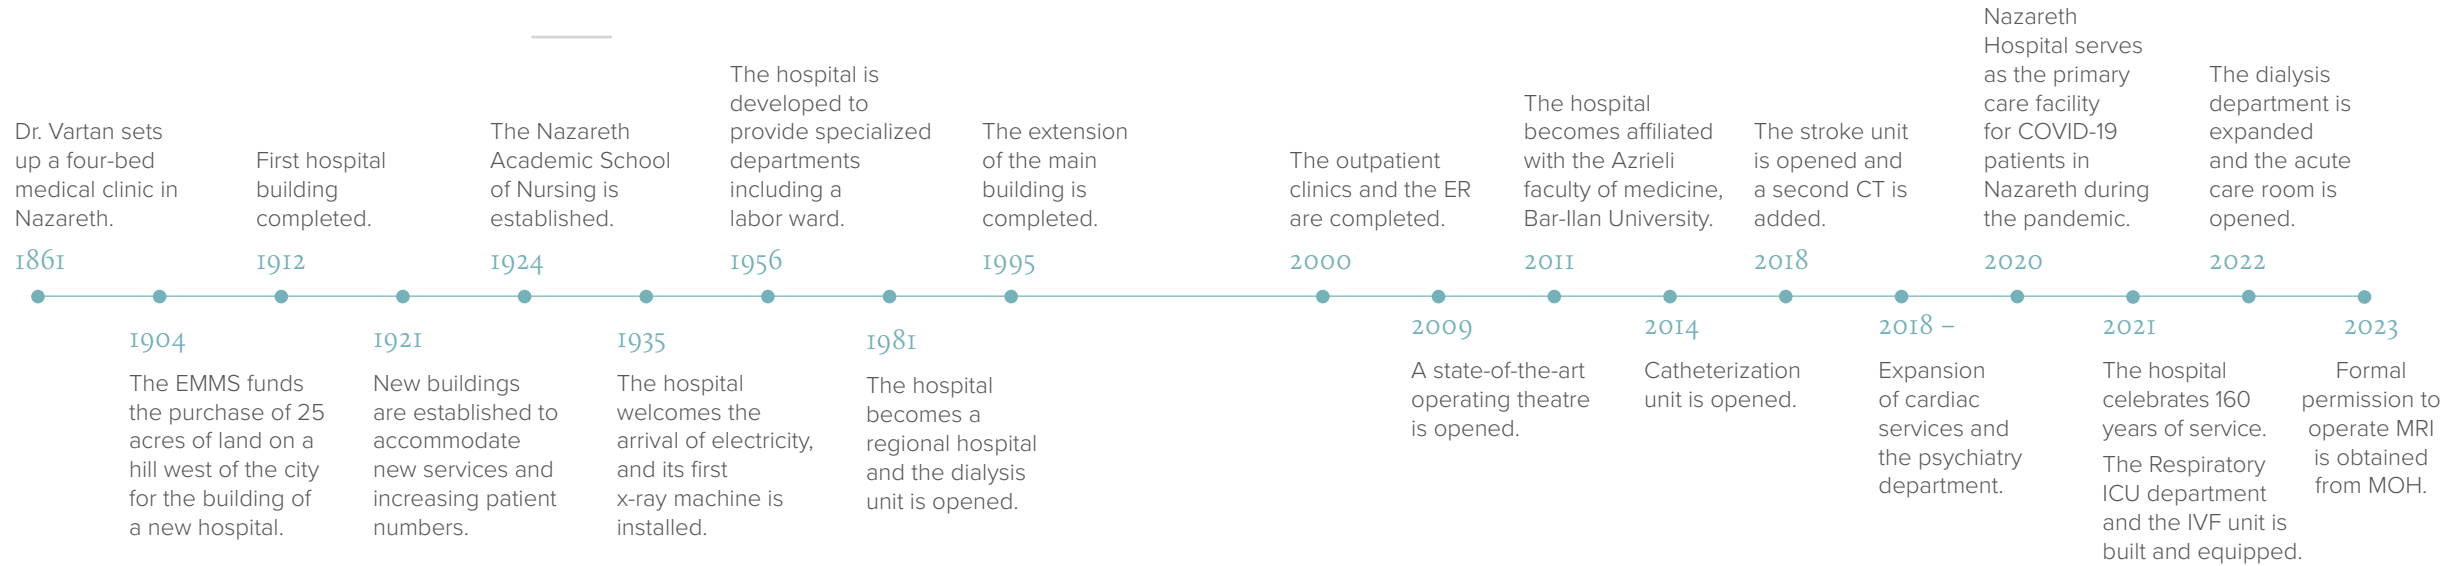 Dr. Vartan sets
up a four-bed
medical clinic in
Nazareth.
1861
1904
The EMMS funds
the purchase of 25
acres of land on a
hill west of the city
for the building of
a new hospital.
First hospital
building
completed.
1912
1921
New buildings
are established to
accommodate
new services and
increasing patient
numbers.
The Nazareth
Academic School
of Nursing is
established.
1924
1935
The hospital
welcomes the
arrival of electricity,
and its first
x-ray machine is
installed.
The hospital is
developed to
provide specialized
departments
including a
labor ward.
1956
1981
The hospital
becomes a
regional hospital
and the dialysis
unit is opened.
The extension
of the main
building is
completed.
1995
The outpatient
clinics and the ER
are completed.
2000
2009
A state-of-the-art
operating theatre
is opened.
The hospital
becomes affiliated
with the Azrieli
faculty of medicine,
Bar-Ilan University.
2011
2014
Catheterization
unit is opened.
The stroke unit
is opened and
a second CT is
added.
2018
2018 –
Expansion
of cardiac
services and
the psychiatry
department.
Nazareth
Hospital serves
as the primary
care facility
for COVID-19
patients in
Nazareth during
the pandemic.
2020
2021
The hospital
celebrates 160
years of service.
The Respiratory
ICU department
and the IVF unit is
built and equipped.
The dialysis
department is
expanded
and the acute
care room is
opened.
2022
2023
Formal
permission to
operate MRI
is obtained
from MOH.